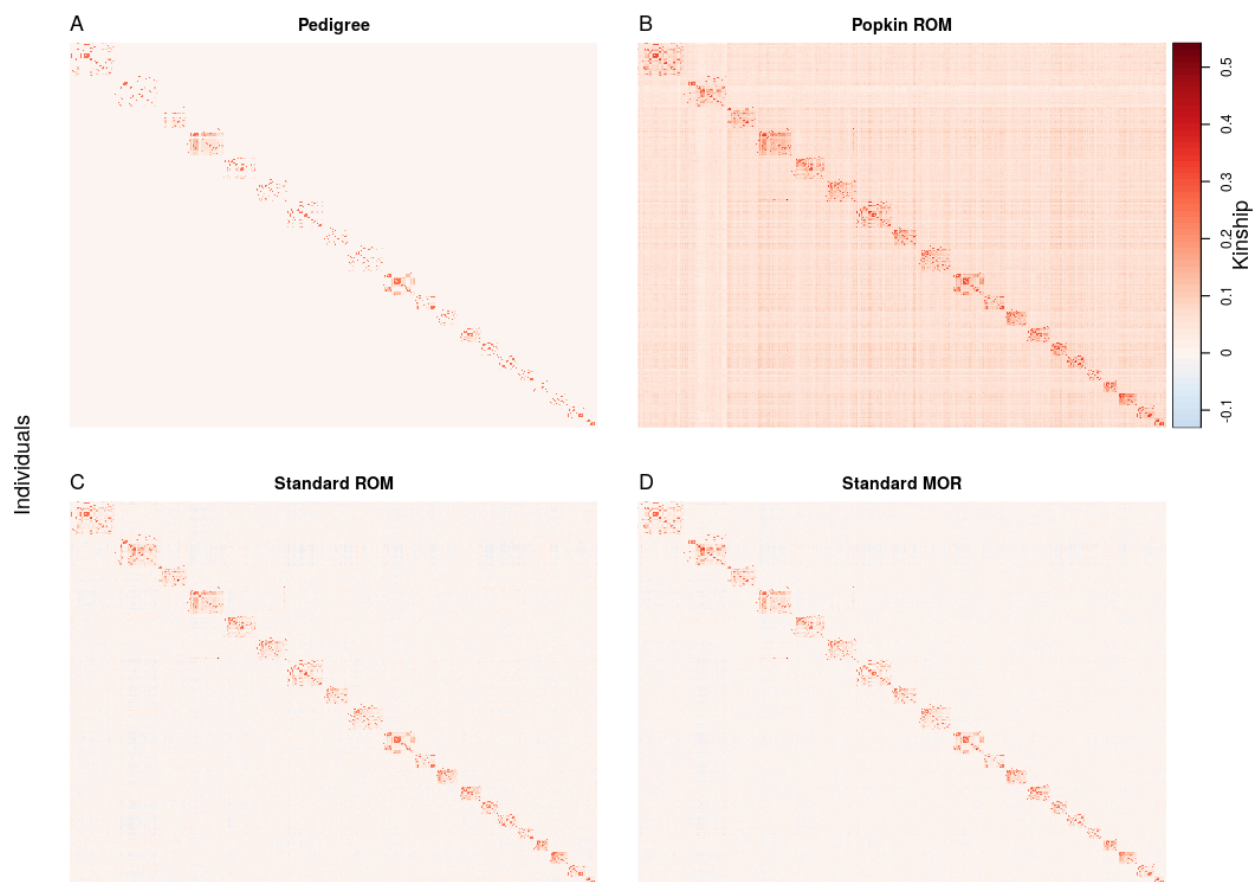 A
Pedigree
B
Popkin ROM
0.5
0.4
0.3
0.2
0.1
0
-0.1
Kinship
Individuals
C
Standard ROM
D
Standard MOR